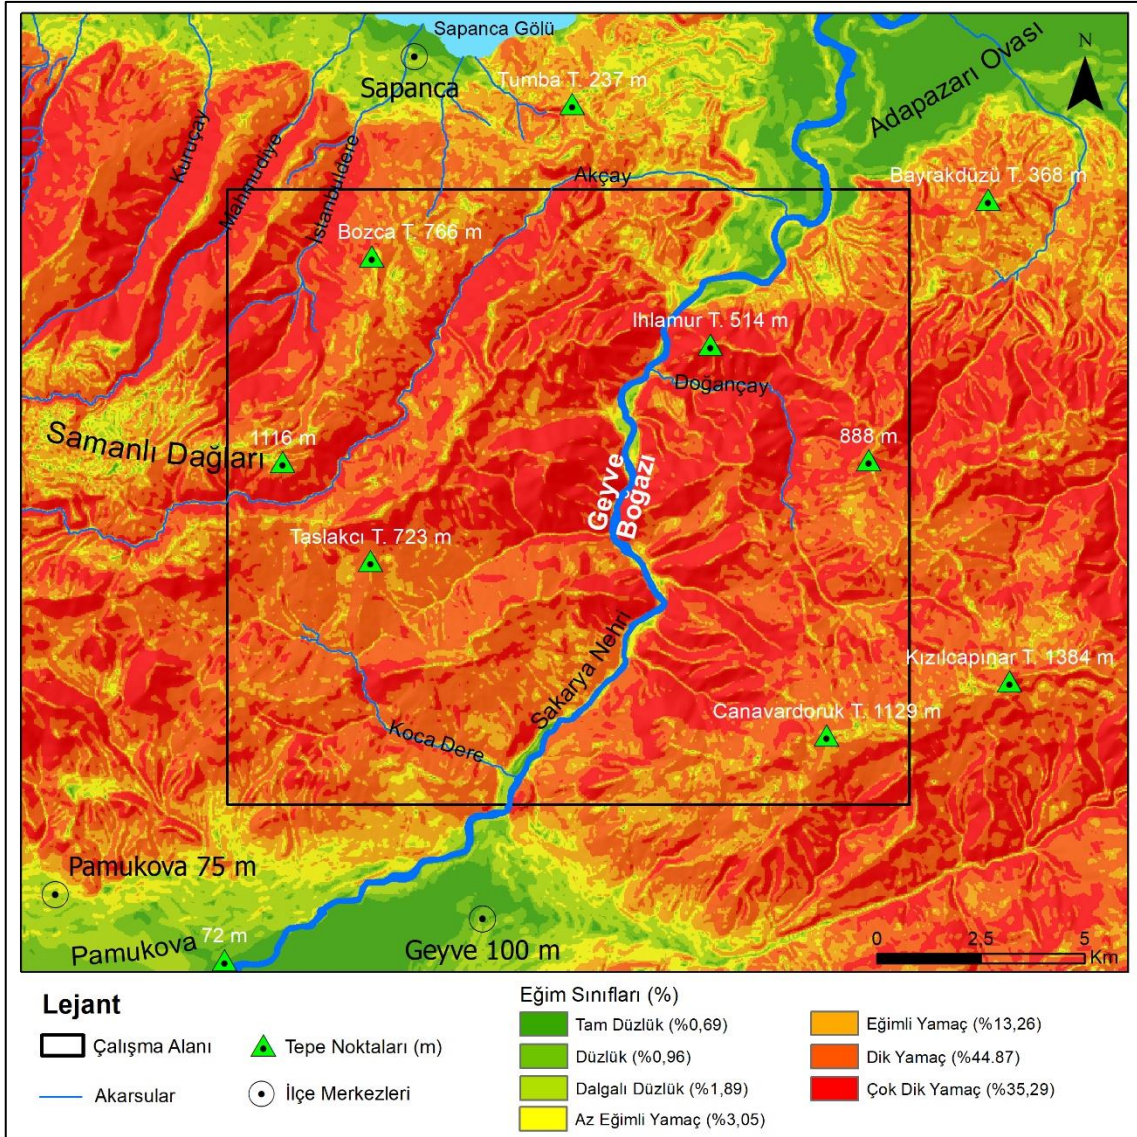 Sapanca Gölü
Sapanca
Tumba T. 237 m
Adapazarı Ovası
N
Kuruçay
Mahmudiye
İstanbuldere
Akçay
Bayrakdüzü T. 368 m
Bozca T. 766 m
Ihlamur T. 514 m
Doğançay
Samanlı Dağları
1116 m
888 m
Geyve
Boğazı
Taslakcı T. 723 m
Sakarya Nehri
Kızılcapınar T. 1384 m
Canavardoruk T. 1129 m
Koca Dere
Pamukova 75 m
Pamukova
72 m
Geyve 100 m
0 2,5 5
Km
Lejant
Çalışma Alanı
Tepe Noktaları (m)
Akarsular
İlçe Merkezleri
Eğim Sınıfları (%)
Tam Düzlük (%0,69)
Düzlük (%0,96)
Dalgalı Düzlük (%1,89)
Az Eğimli Yamaç (%3,05)
Eğimli Yamaç (%13,26)
Dik Yamaç (%44.87)
Çok Dik Yamaç (%35,29)